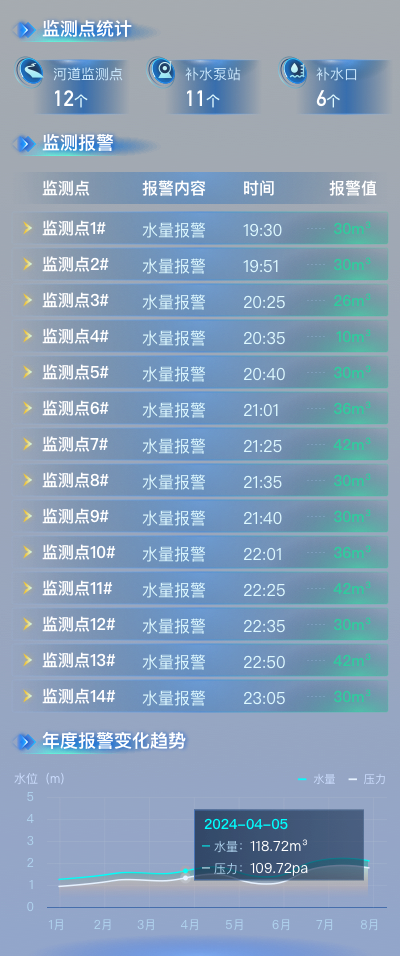 监测点统计
河道监测点 补水泵站 补水口
12个 11个 6个
监测报警
监测点 报警内容 时间 报警值
监测点1# 水量报警 19:30 30m³
监测点2# 水量报警 19:51 30m³
监测点3# 水量报警 20:25 26m³
监测点4# 水量报警 20:35 10m³
监测点5# 水量报警 20:40 30m³
监测点6# 水量报警 21:01 36m³
监测点7# 水量报警 21:25 42m³
监测点8# 水量报警 21:35 30m³
监测点9# 水量报警 21:40 30m³
监测点10# 水量报警 22:01 36m³
监测点11# 水量报警 22:25 42m³
监测点12# 水量报警 22:35 30m³
监测点13# 水量报警 22:50 42m³
监测点14# 水量报警 23:05 30m³
年度报警变化趋势
水位 (m) 水量 压力
5
4
3
2
1
0
2024-04-05
水量: 118.72m³
压力: 109.72pa
1月 2月 3月 4月 5月 6月 7月 8月